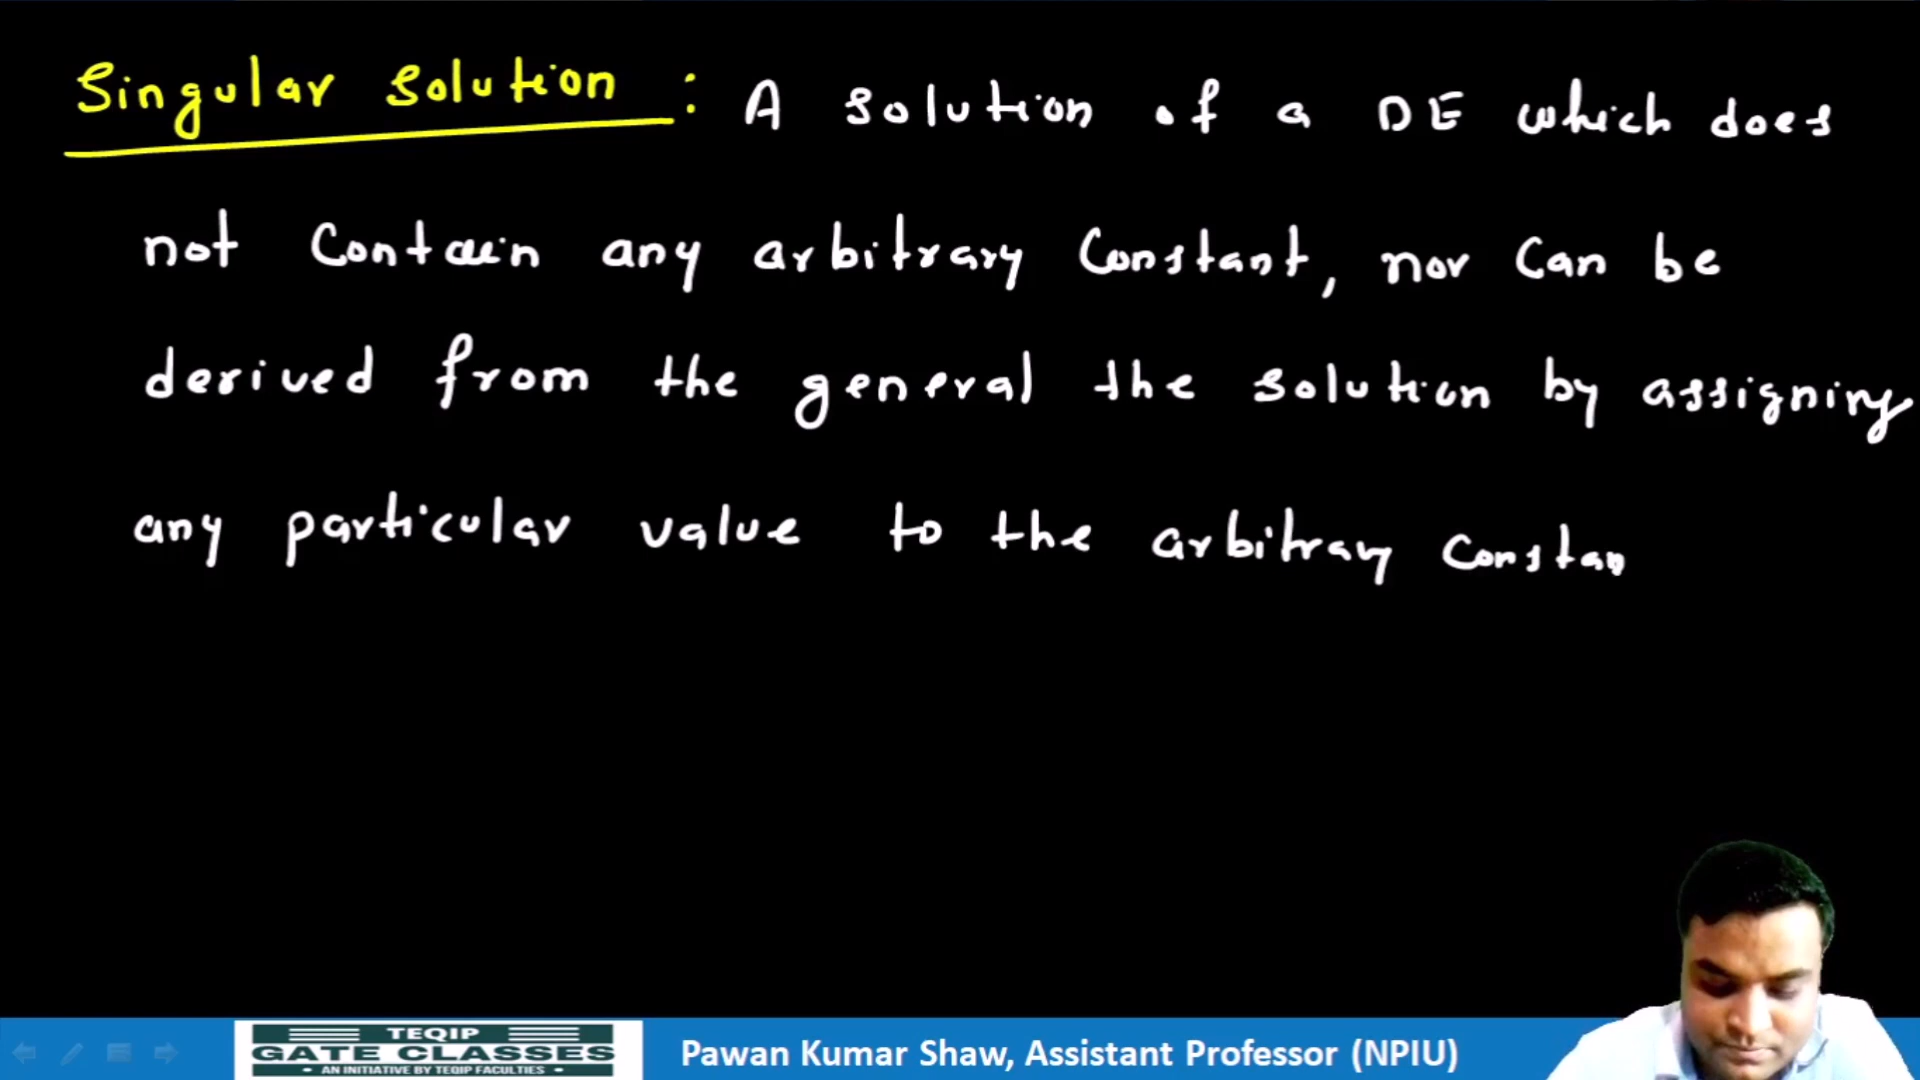 Singular solution : A solution of a DE which does
not contain any arbitrary constant, nor can be
derived from the general the solution by assigning
any particular value to the arbitrary constan
TEQIP
GATE CLASSES
• AN INITIATIVE BY TEQIP FACULTIES •
Pawan Kumar Shaw, Assistant Professor (NPIU)